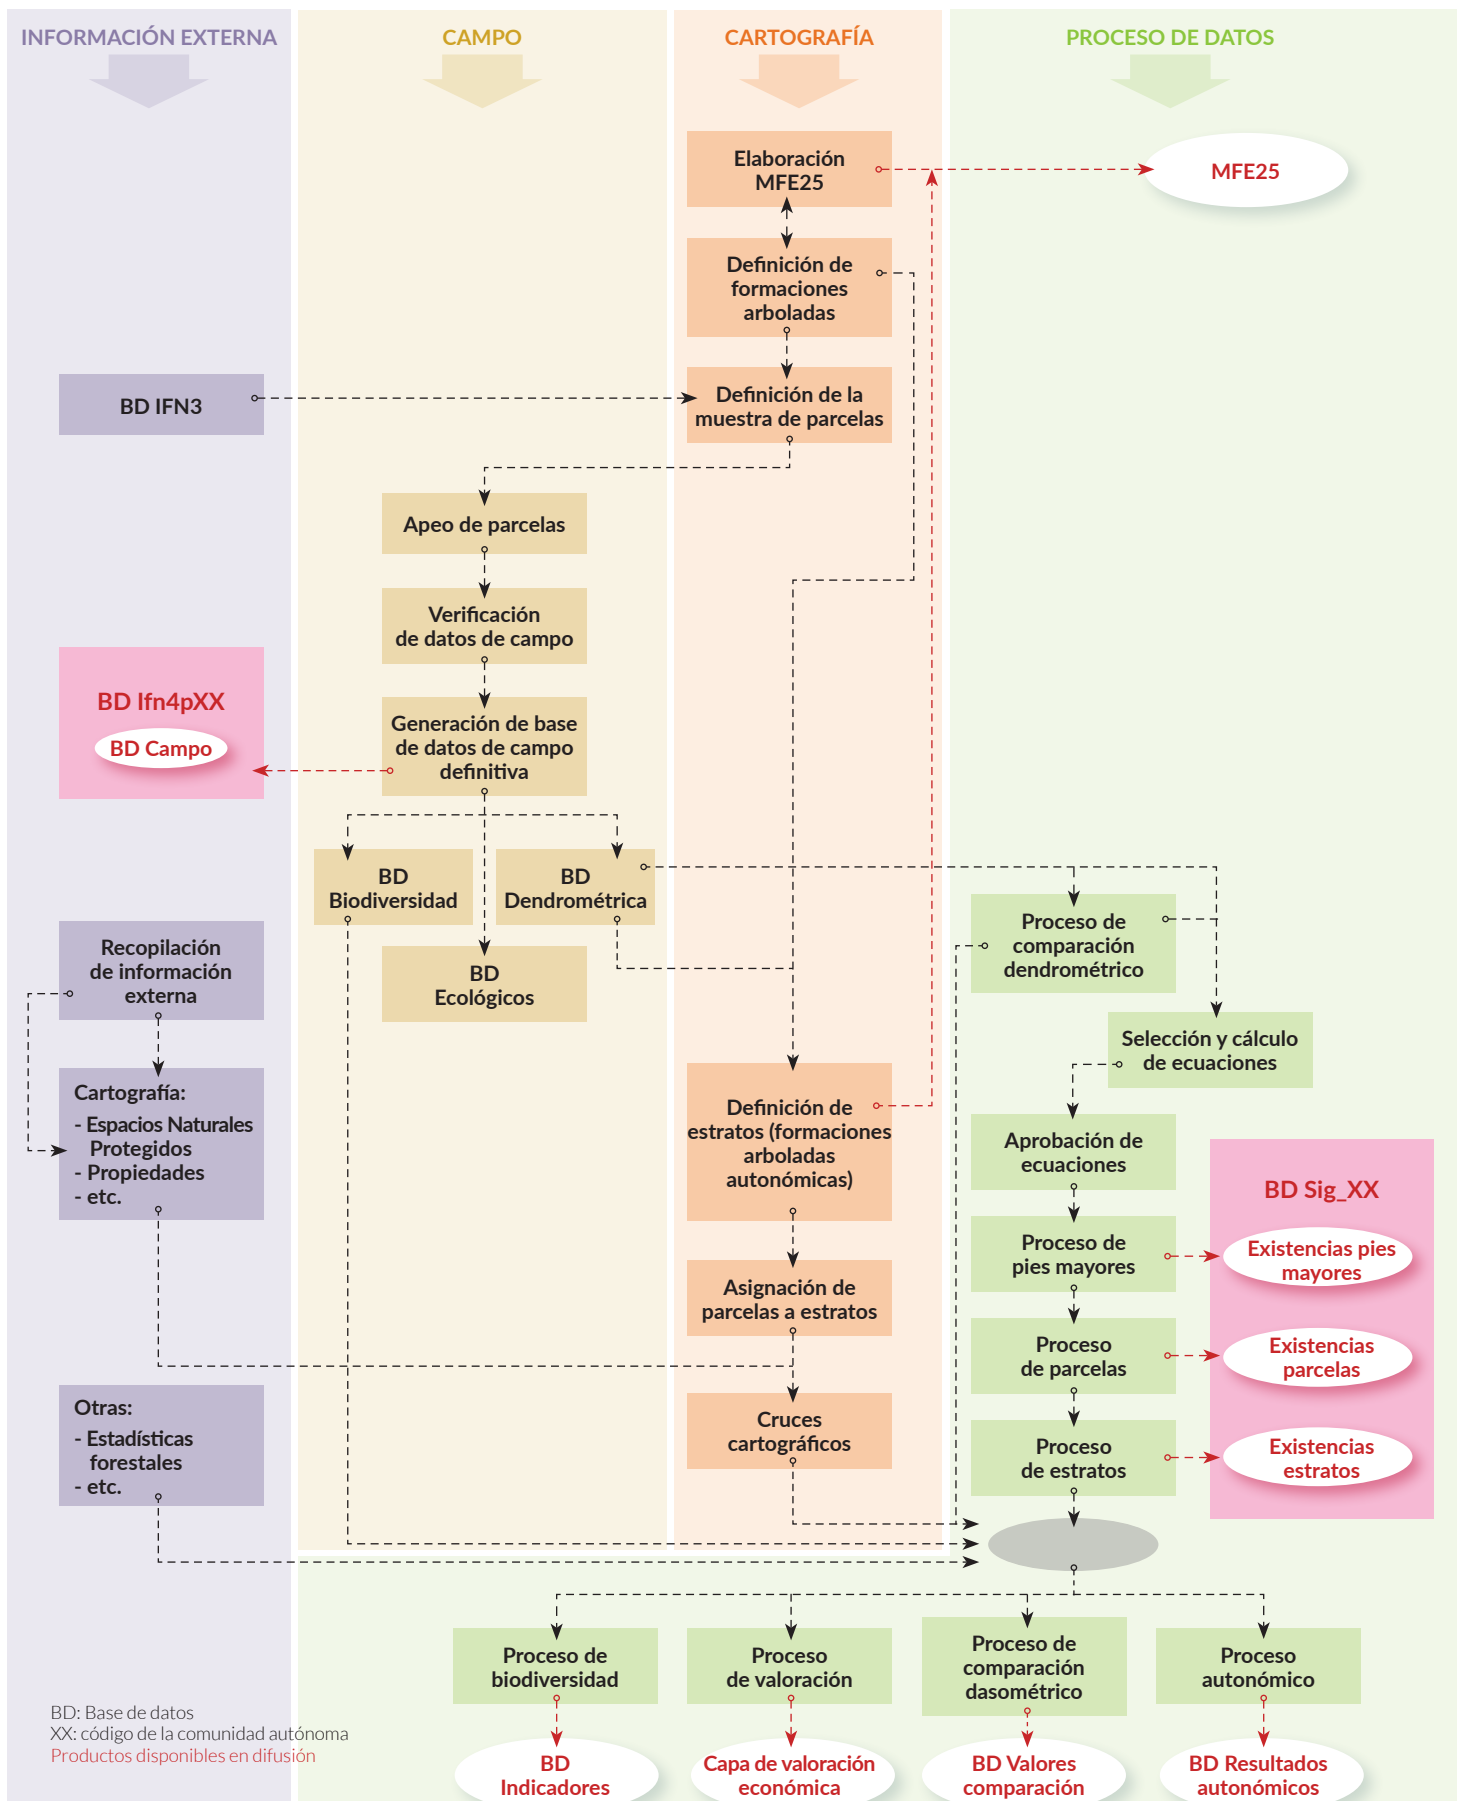 INFORMACIÓN EXTERNA
CAMPO
CARTOGRAFÍA
PROCESO DE DATOS
Elaboración
MFE25
MFE25
Definición de
formaciones
arboladas
BD IFN3
Definición de la
muestra de parcelas
Apeo de parcelas
Verificación
de datos de campo
BD Ifn4pXX
BD Campo
Generación de base
de datos de campo
definitiva
BD
Biodiversidad
BD
Dendrométrica
BD
Ecológicos
Proceso de
comparación
dendrométrico
Recopilación
de información
externa
Selección y cálculo
de ecuaciones
Cartografía:
- Espacios Naturales
Protegidos
- Propiedades
- etc.
Definición de
estratos (formaciones
arboladas
autonómicas)
Aprobación de
ecuaciones
BD Sig_XX
Proceso de
pies mayores
Existencias pies
mayores
Asignación de
parcelas a estratos
Proceso
de parcelas
Existencias
parcelas
Otras:
- Estadísticas
forestales
- etc.
Cruces
cartográficos
Proceso
de estratos
Existencias
estratos
Proceso de
biodiversidad
Proceso
de valoración
Proceso de
comparación
dasométrico
Proceso
autonómico
BD: Base de datos
XX: código de la comunidad autónoma
Productos disponibles en difusión
BD
Indicadores
Capa de valoración
económica
BD Valores
comparación
BD Resultados
autonómicos